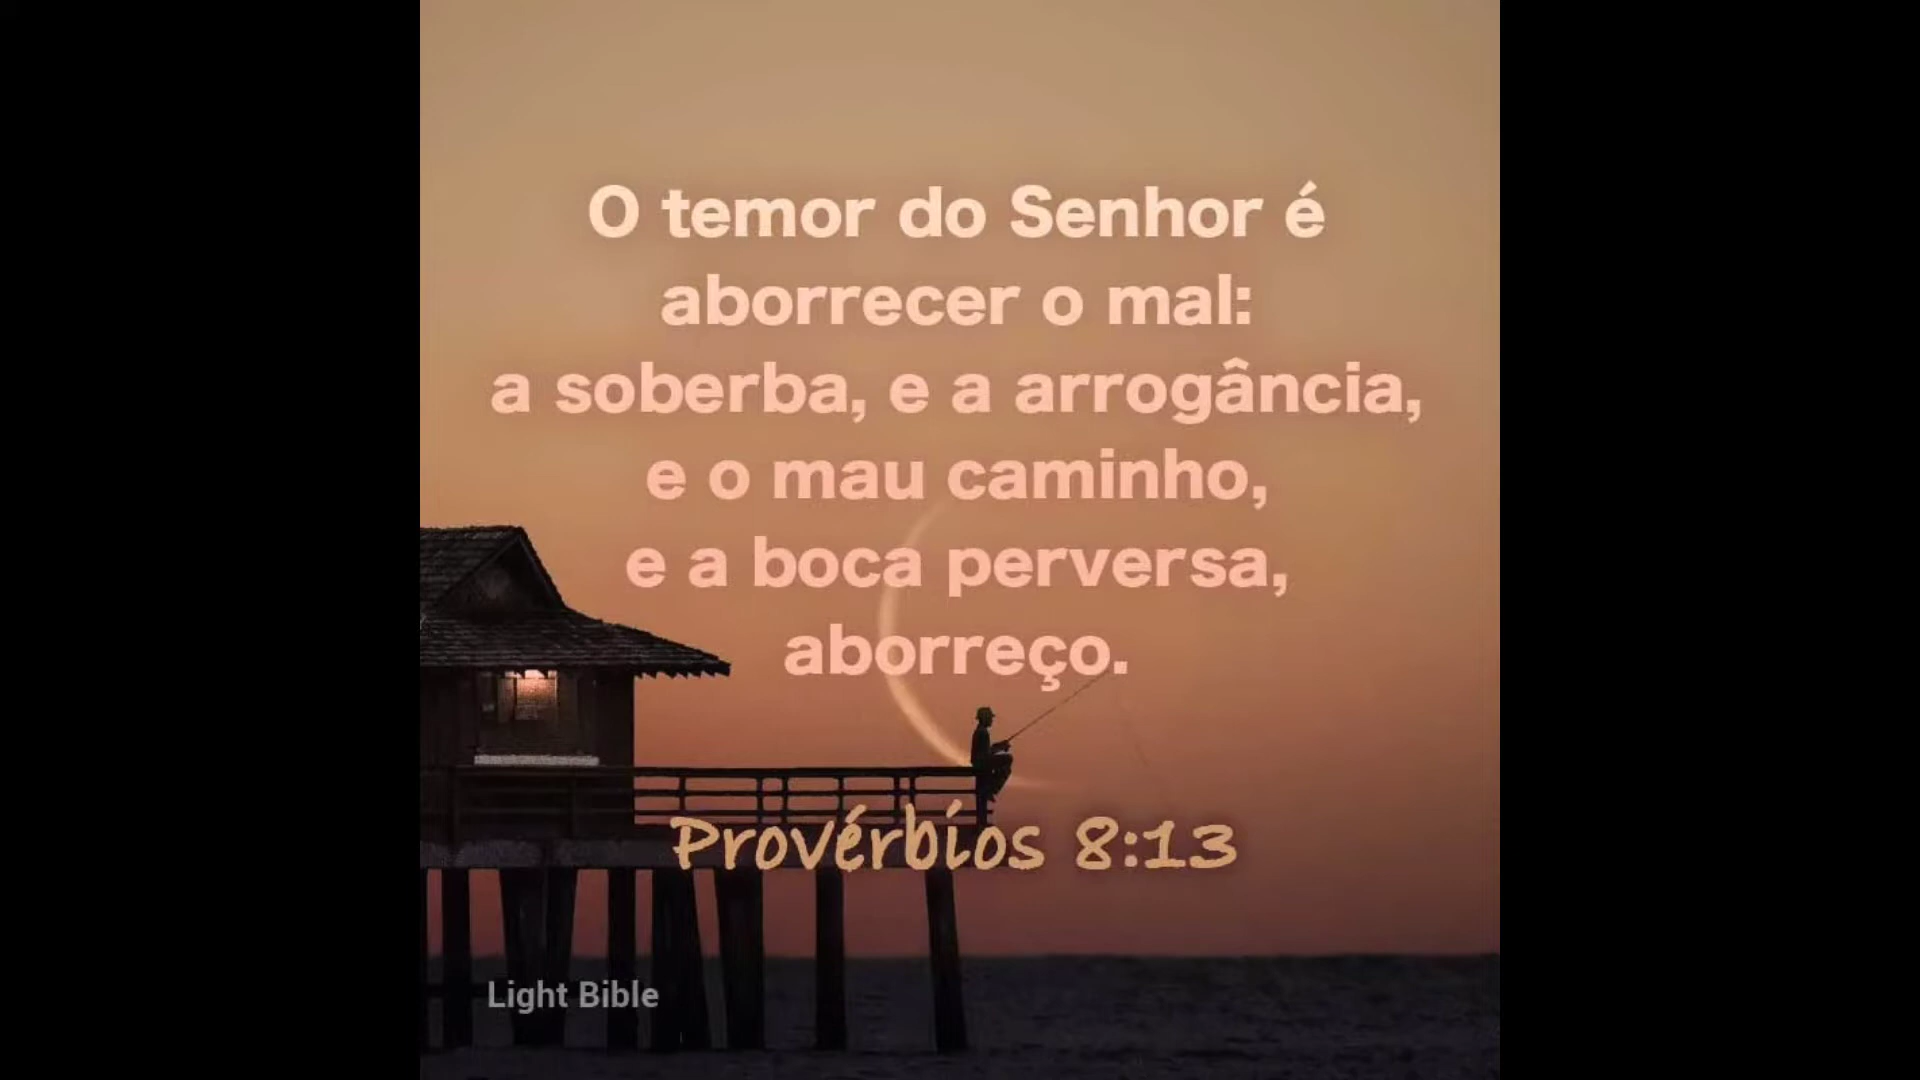 O temor do Senhor é
aborrecer o mal:
a soberba, e a arrogância,
e o mau caminho,
e a boca perversa,
aborreço.
Provérbios 8:13
Light Bible